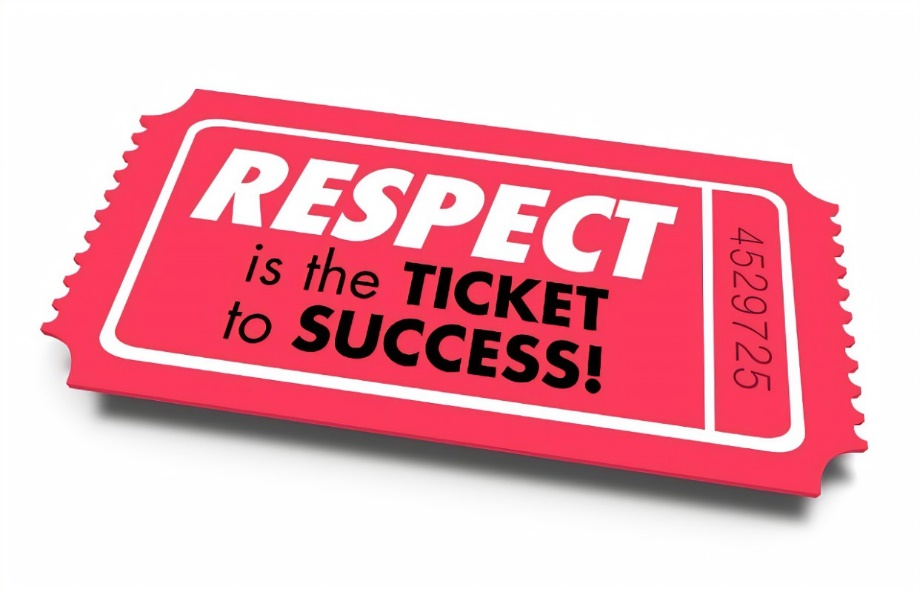 RESPECT
is the TICKET
to SUCCESS!
4529725